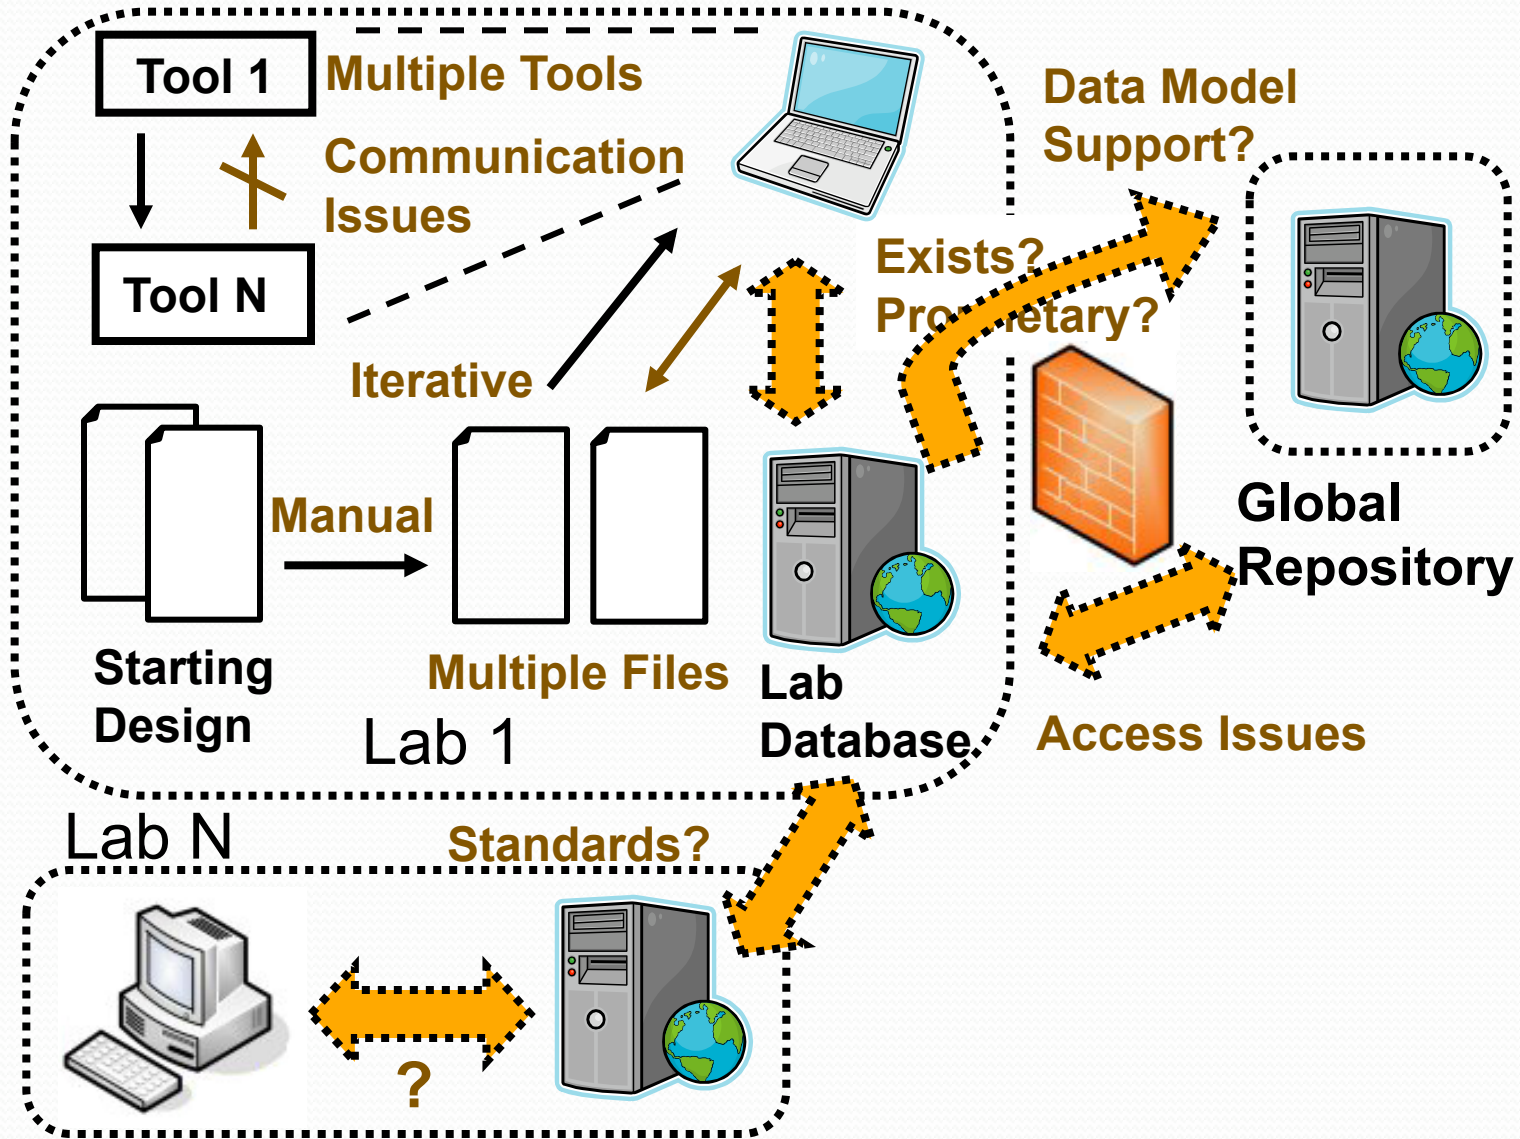 Tool 1
Multiple Tools
Communication
Issues
Tool N
Data Model
Support?
Exists?
Proprietary?
Iterative
Manual
Starting
Design
Multiple Files
Lab
Database
Lab 1
Global
Repository
Access Issues
Lab N
Standards?
?